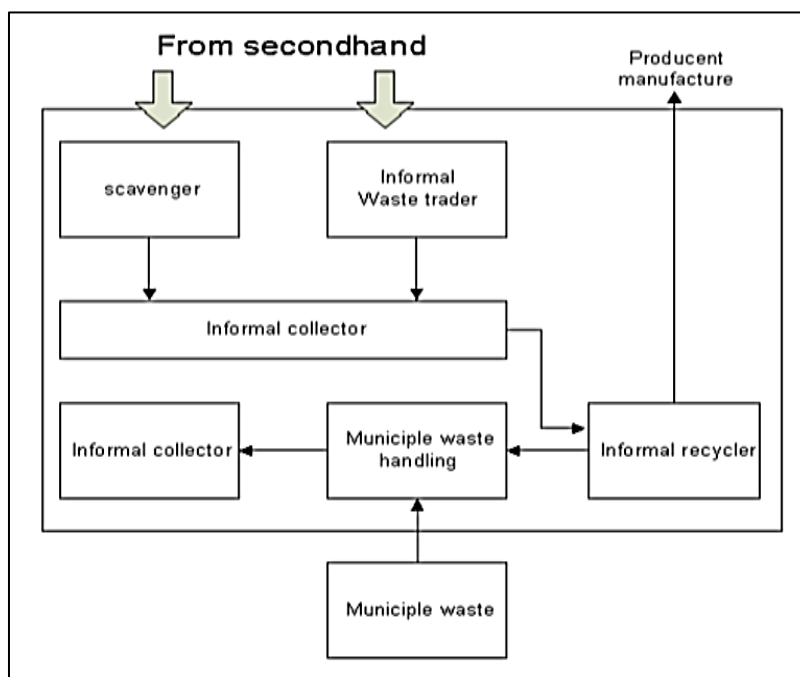 From secondhand
Producent
manufacture
scavenger
Informal
Waste trader
Informal collector
Informal collector
Municiple waste
handling
Informal recycler
Municiple waste